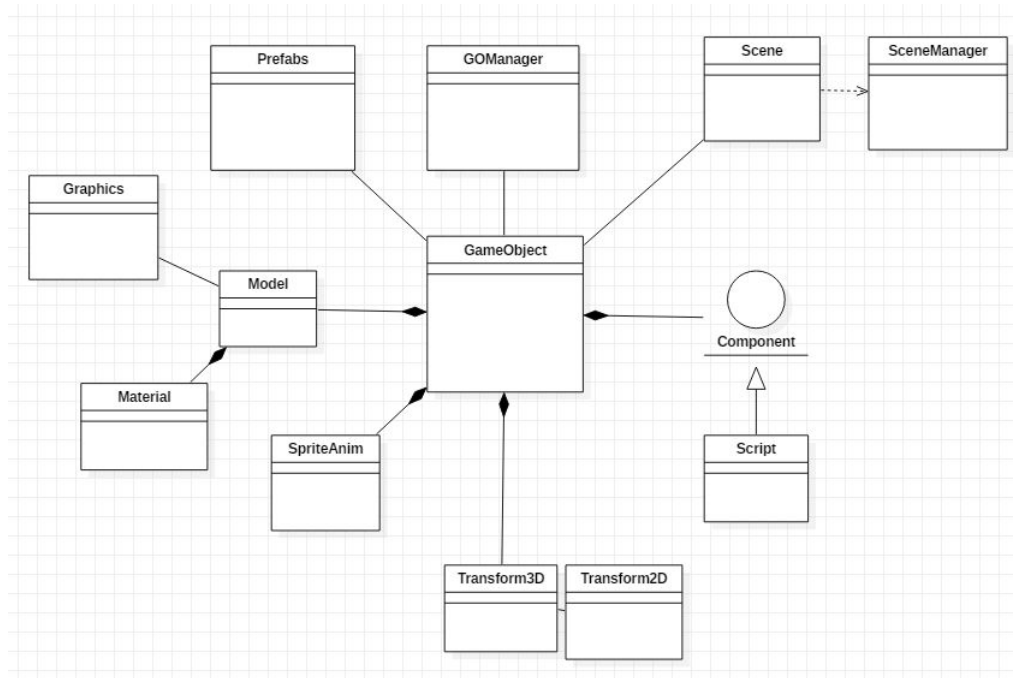 Prefabs
GOManager
Scene
SceneManager
Graphics
GameObject
Model
Component
Material
SpriteAnim
Script
Transform3D
Transform2D